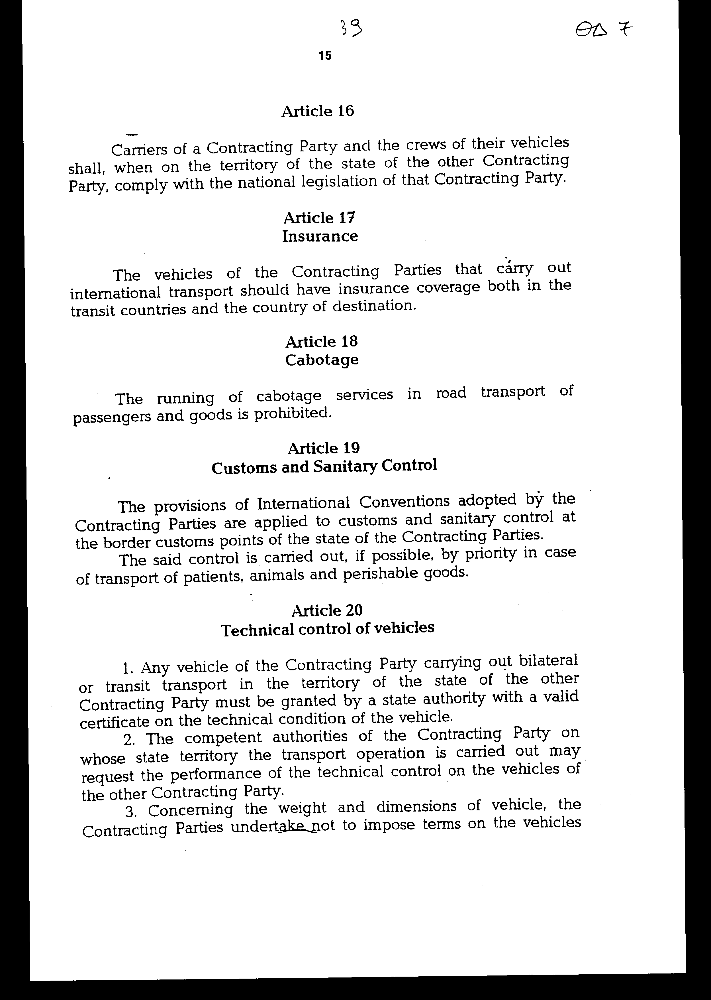 39
ΘΔ 7
15
Article 16
Carriers of a Contracting Party and the crews of their vehicles
shall, when on the territory of the state of the other Contracting
Party, comply with the national legislation of that Contracting Party.
Article 17
Insurance
The vehicles of the Contracting Parties that carry out
international transport should have insurance coverage both in the
transit countries and the country of destination.
Article 18
Cabotage
The running of cabotage services in road transport of
passengers and goods is prohibited.
Article 19
Customs and Sanitary Control
The provisions of International Conventions adopted by the
Contracting Parties are applied to customs and sanitary control at
the border customs points of the state of the Contracting Parties.
The said control is carried out, if possible, by priority in case
of transport of patients, animals and perishable goods.
Article 20
Technical control of vehicles
1. Any vehicle of the Contracting Party carrying out bilateral
or transit transport in the territory of the state of the other
Contracting Party must be granted by a state authority with a valid
certificate on the technical condition of the vehicle.
2. The competent authorities of the Contracting Party on
whose state territory the transport operation is carried out may
request the performance of the technical control on the vehicles of
the other Contracting Party.
3. Concerning the weight and dimensions of vehicle, the
Contracting Parties undertake not to impose terms on the vehicles